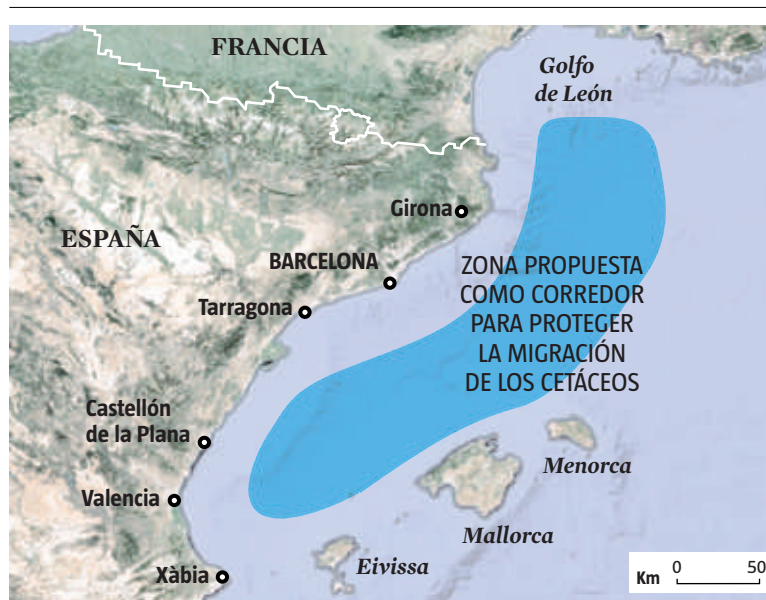 FRANCIA
Golfo
de León
Girona
ESPAÑA
BARCELONA
Tarragona
ZONA PROPUESTA
COMO CORREDOR
PARA PROTEGER
LA MIGRACIÓN
DE LOS CETÁCEOS
Castellón
de la Plana
Menorca
Valencia
Mallorca
Eivissa
Xàbia
Km 0 50